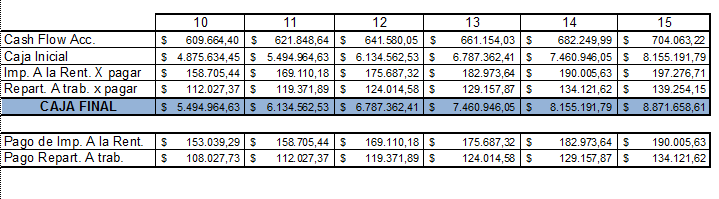 10 11 12 13 14 15
Cash Flow Acc. $ 609.664,40 $ 621.848,64 $ 641.580,05 $ 661.154,03 $ 682.249,99 $ 704.063,22
Caja Inicial $ 4.875.634,45 $ 5.494.964,63 $ 6.134.562,53 $ 6.787.362,41 $ 7.460.946,05 $ 8.155.191,79
Imp. A la Rent. X pagar $ 158.705,44 $ 169.110,18 $ 175.687,32 $ 182.973,64 $ 190.005,63 $ 197.276,71
Repart. A trab. x pagar $ 112.027,37 $ 119.371,89 $ 124.014,58 $ 129.157,87 $ 134.121,62 $ 139.254,15
CAJA FINAL $ 5.494.964,63 $ 6.134.562,53 $ 6.787.362,41 $ 7.460.946,05 $ 8.155.191,79 $ 8.871.658,61
Pago de Imp. A la Rent. $ 153.039,29 $ 158.705,44 $ 169.110,18 $ 175.687,32 $ 182.973,64 $ 190.005,63
Pago Repart. A trab. $ 108.027,73 $ 112.027,37 $ 119.371,89 $ 124.014,58 $ 129.157,87 $ 134.121,62